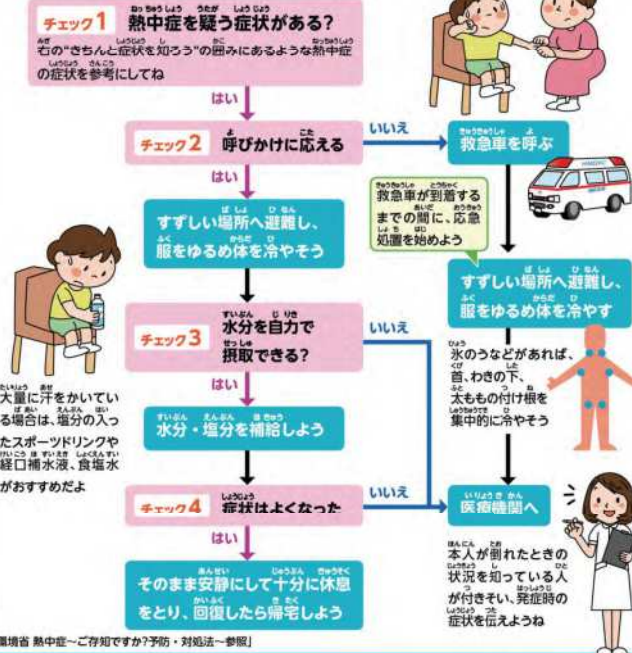 チェック1 熱中症を疑う症状がある?
右の"きちんと症状を知ろう"の囲みにあるような熱中症
の症状を参考にしてね
はい
チェック2 呼びかけに応える
いいえ
救急車を呼ぶ
はい
救急車が到着する
までの間に、応急
処置を始めよう
すずしい場所へ避難し、
服をゆるめ体を冷やそう
すずしい場所へ避難し、
服をゆるめ体を冷やす
チェック3 水分を自力で
摂取できる?
いいえ
氷のうなどがあれば、
首、わきの下、
太ももの付け根を
集中的に冷やそう
はい
大量に汗をかいてい
る場合は、塩分の入っ
たスポーツドリンクや
経口補水液、食塩水
がおすすめだよ
水分・塩分を補給しよう
チェック4 症状はよくなった
いいえ
医療機関へ
はい
本人が倒れたときの
状況を知っている人
が付きそい、発症時の
症状を伝えようね
そのまま安静にして十分に休息
をとり、回復したら帰宅しよう
環境省 熱中症〜ご存知ですか?予防・対処法〜参照」